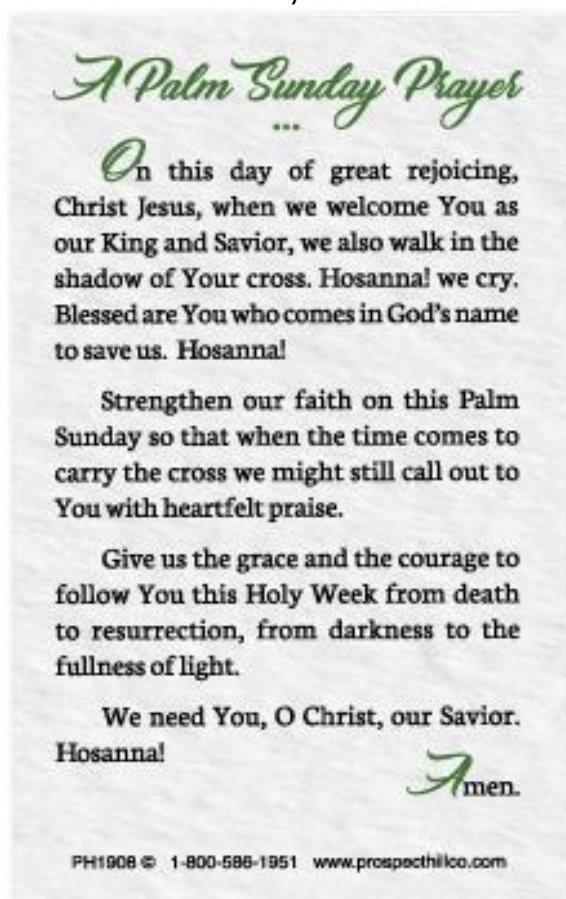 A Palm Sunday Prayer
•••
On this day of great rejoicing,
Christ Jesus, when we welcome You as
our King and Savior, we also walk in the
shadow of Your cross. Hosanna! we cry.
Blessed are You who comes in God's name
to save us. Hosanna!
Strengthen our faith on this Palm
Sunday so that when the time comes to
carry the cross we might still call out to
You with heartfelt praise.
Give us the grace and the courage to
follow You this Holy Week from death
to resurrection, from darkness to the
fullness of light.
We need You, O Christ, our Savior.
Hosanna!
Amen.
PH1908 © 1-800-586-1951 www.prospecthillco.com